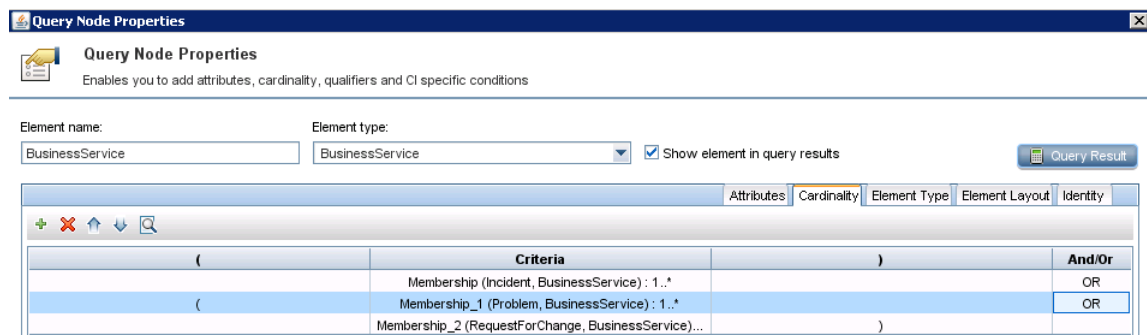 Query Node Properties
Query Node Properties
Enables you to add attributes, cardinality, qualifiers and CI specific conditions
Element name: Element type:
BusinessService BusinessService Show element in query results Query Result
Attributes Cardinality Element Type Element Layout Identity
( Criteria ) And/Or
Membership (Incident, BusinessService) : 1..* OR
( Membership_1 (Problem, BusinessService) : 1..* OR
Membership_2 (RequestForChange, BusinessService)... )